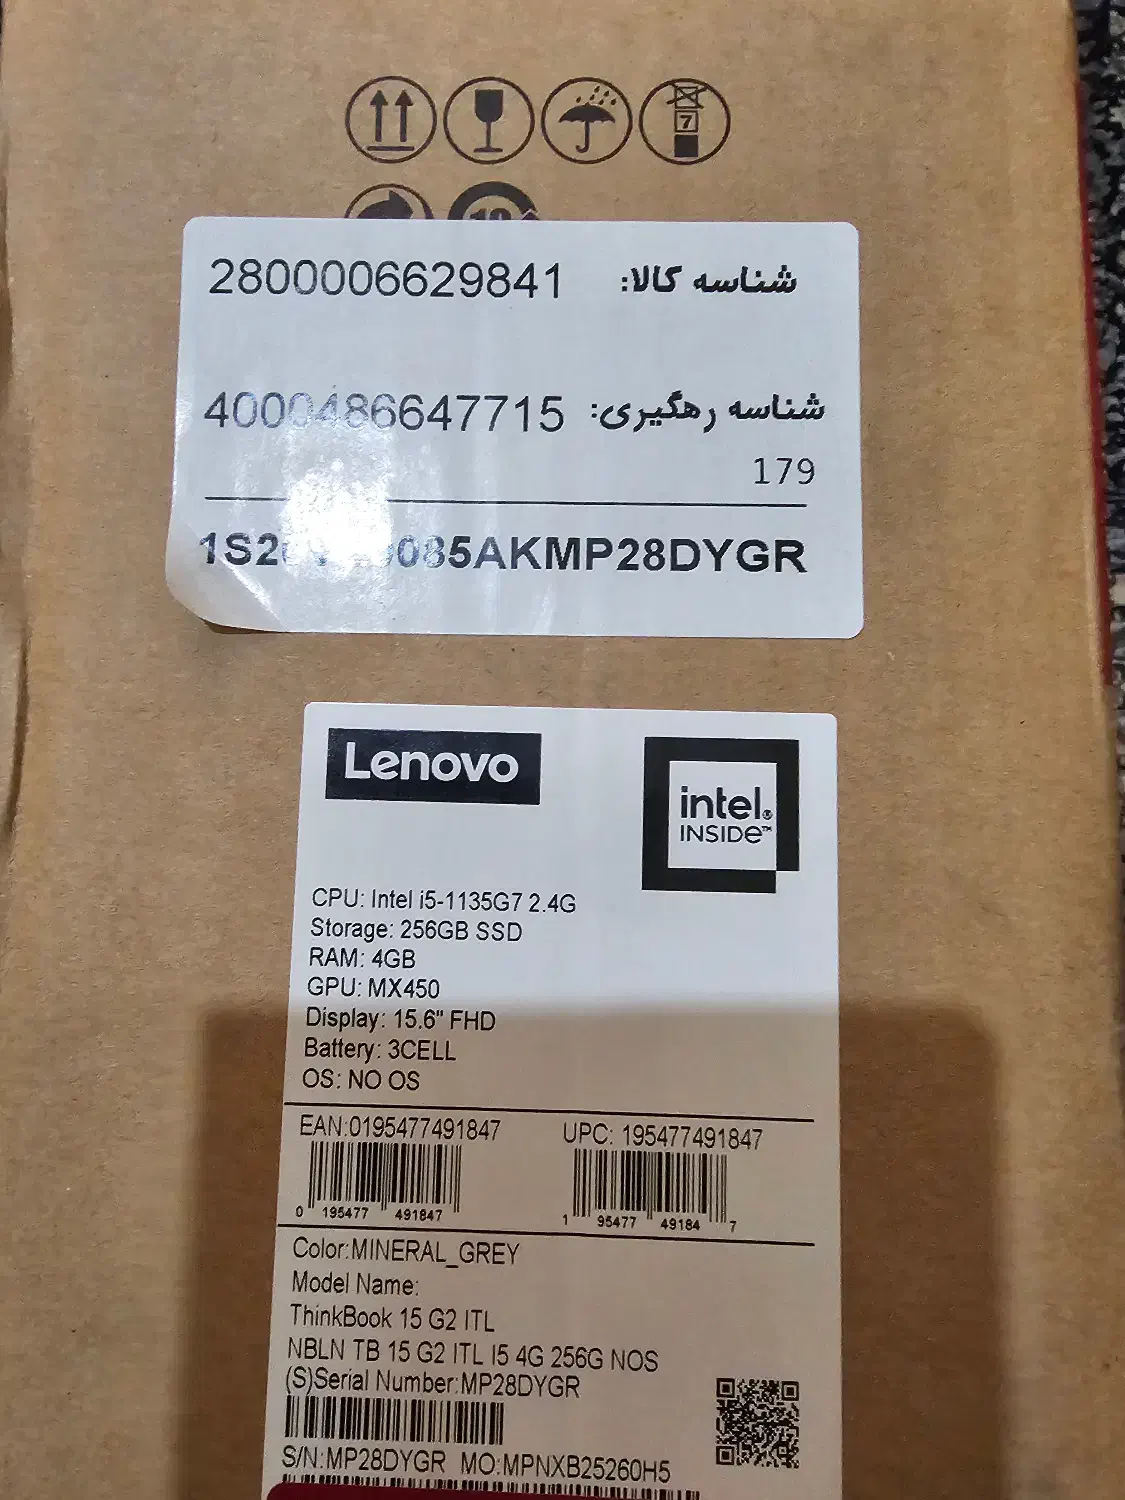 7
2800006629841 شناسه کالا:
4000486647715 شناسه رهگیری:
179
085AKMP28DYGR
Lenovo
intel®
INSIDE™
CPU: Intel i5-1135G7 2.4G
Storage: 256GB SSD
RAM: 4GB
GPU: MX450
Display: 15.6" FHD
Battery: 3CELL
OS: NO OS
EAN:0195477491847 UPC: 195477491847
0 195477 491847 1 95477 49184 7
Color:MINERAL_GREY
Model Name:
ThinkBook 15 G2 ITL
NBLN TB 15 G2 ITL I5 4G 256G NOS
(S)Serial Number:MP28DYGR
S/N:MP28DYGR MO:MPNXB25260H5